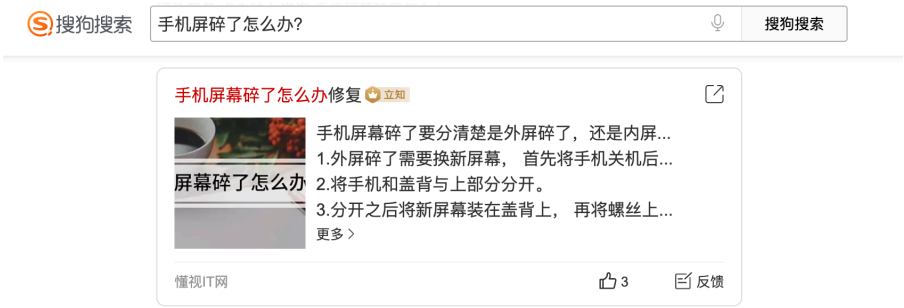 搜狗搜索
手机屏碎了怎么办?
搜狗搜索
手机屏幕碎了怎么办修复 立知
屏幕碎了怎么办
手机屏幕碎了要分清楚是外屏碎了，还是内屏...
1.外屏碎了需要换新屏幕， 首先将手机关机后...
2.将手机和盖背与上部分分开。
3.分开之后将新屏幕装在盖背上， 再将螺丝上...
更多
懂视IT网
3
反馈